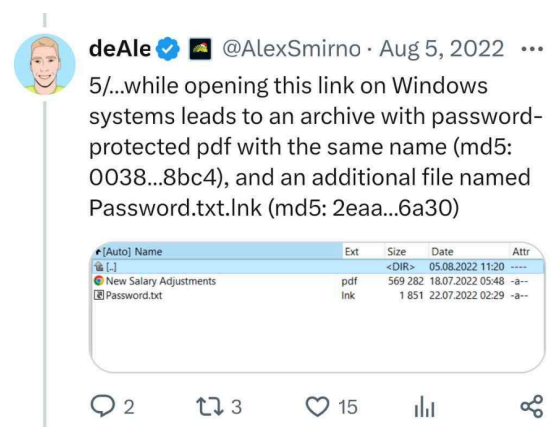 deAle @AlexSmirno · Aug 5, 2022 ...
5/...while opening this link on Windows
systems leads to an archive with password-
protected pdf with the same name (md5:
0038...8bc4), and an additional file named
Password.txt.lnk (md5: 2eaa...6a30)
[Auto] Name Ext Size Date Attr
[..] <DIR> 05.08.2022 11:20 ----
New Salary Adjustments pdf 569 282 18.07.2022 05:48 -a--
Password.txt lnk 1 851 22.07.2022 02:29 -a--
2 3 15